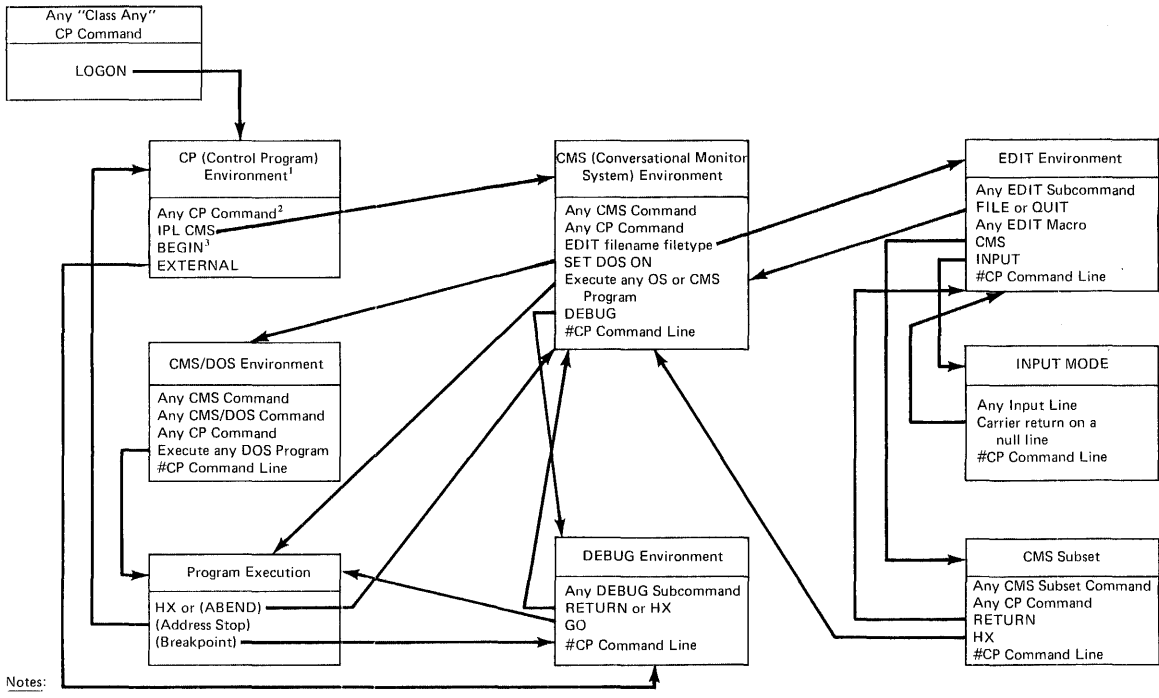 Any "Class Any"
CP Command
LOGON
CP (Control Program)
Environment¹
Any CP Command²
IPL CMS
BEGIN³
EXTERNAL
CMS (Conversational Monitor
System) Environment
Any CMS Command
Any CP Command
EDIT filename filetype
SET DOS ON
Execute any OS or CMS
Program
DEBUG
#CP Command Line
EDIT Environment
Any EDIT Subcommand
FILE or QUIT
Any EDIT Macro
CMS
INPUT
#CP Command Line
CMS/DOS Environment
Any CMS Command
Any CMS/DOS Command
Any CP Command
Execute any DOS Program
#CP Command Line
INPUT MODE
Any Input Line
Carrier return on a
null line
#CP Command Line
Program Execution
HX or (ABEND)
(Address Stop)
(Breakpoint)
DEBUG Environment
Any DEBUG Subcommand
RETURN or HX
GO
#CP Command Line
CMS Subset
Any CMS Subset Command
Any CP Command
RETURN
HX
#CP Command Line
Notes: